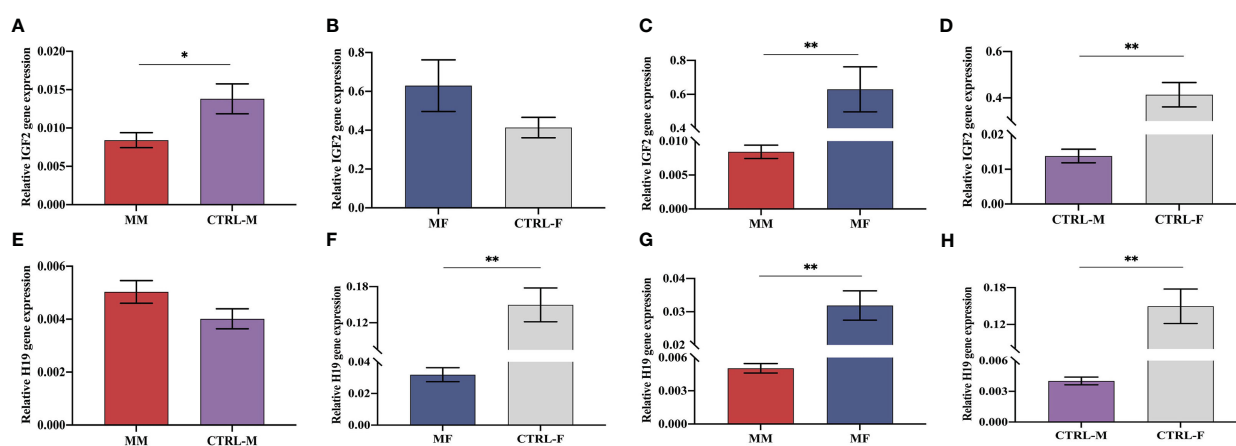 A
Relative IGF2 gene expression
0.020
0.015
0.010
0.005
0.000
*
MM
CTRL-M
B
Relative IGF2 gene expression
0.8
0.6
0.4
0.2
0.0
MF
CTRL-F
C
Relative IGF2 gene expression
0.8
0.6
0.4
0.010
0.005
0.000
**
MM
MF
D
Relative IGF2 gene expression
0.6
0.4
0.02
0.01
0.00
**
CTRL-M
CTRL-F
E
Relative H19 gene expression
0.006
0.004
0.002
0.000
MM
CTRL-M
F
Relative H19 gene expression
0.18
0.12
0.04
0.02
0.00
**
MF
CTRL-F
G
Relative H19 gene expression
0.04
0.03
0.02
0.006
0.003
0.000
**
MM
MF
H
Relative H19 gene expression
0.18
0.12
0.006
0.003
0.000
**
CTRL-M
CTRL-F